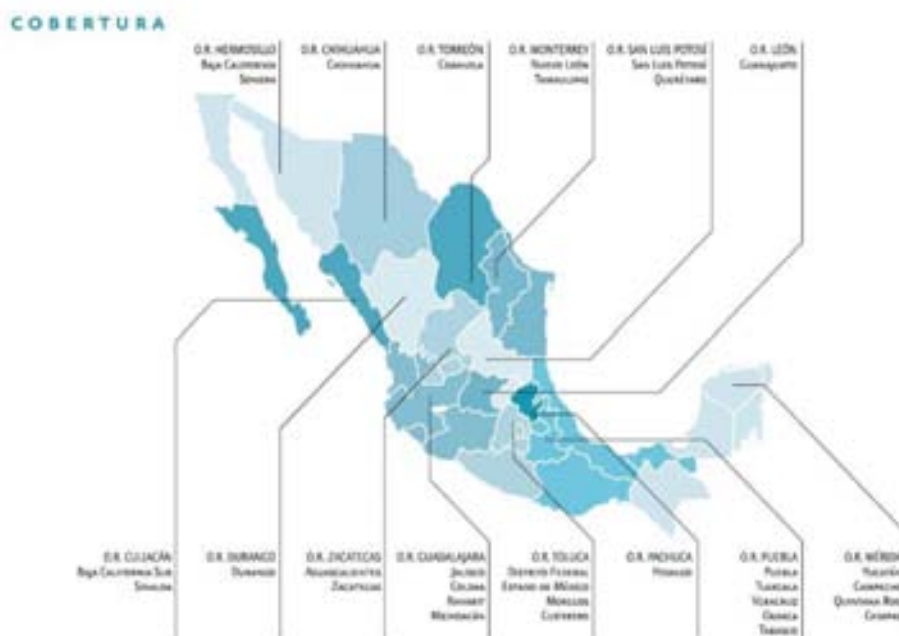 COBERTURA
O.R. HERMOSILLO
BAJA CALIFORNIA
SONORA
O.R. CHIHUAHUA
CHIHUAHUA
O.R. TORREÓN
COAHUILA
O.R. MONTERREY
NUEVO LEÓN
TAMAULIPAS
O.R. SAN LUIS POTOSÍ
SAN LUIS POTOSÍ
QUERÉTARO
O.R. LEÓN
GUANAJUATO
O.R. CULIACÁN
BAJA CALIFORNIA SUR
SINALOA
O.R. DURANGO
DURANGO
O.R. ZACATECAS
AGUASCALIENTES
ZACATECAS
O.R. GUADALAJARA
JALISCO
COLIMA
NAYARIT
MICHOACÁN
O.R. TOLUCA
DISTRITO FEDERAL
ESTADO DE MÉXICO
MORELOS
GUERRERO
O.R. PACHUCA
HIDALGO
O.R. PUEBLA
PUEBLA
TLAXCALA
VERACRUZ
OAXACA
TABASCO
O.R. MÉRIDA
YUCATÁN
CAMPECHE
QUINTANA ROO
CHIAPAS